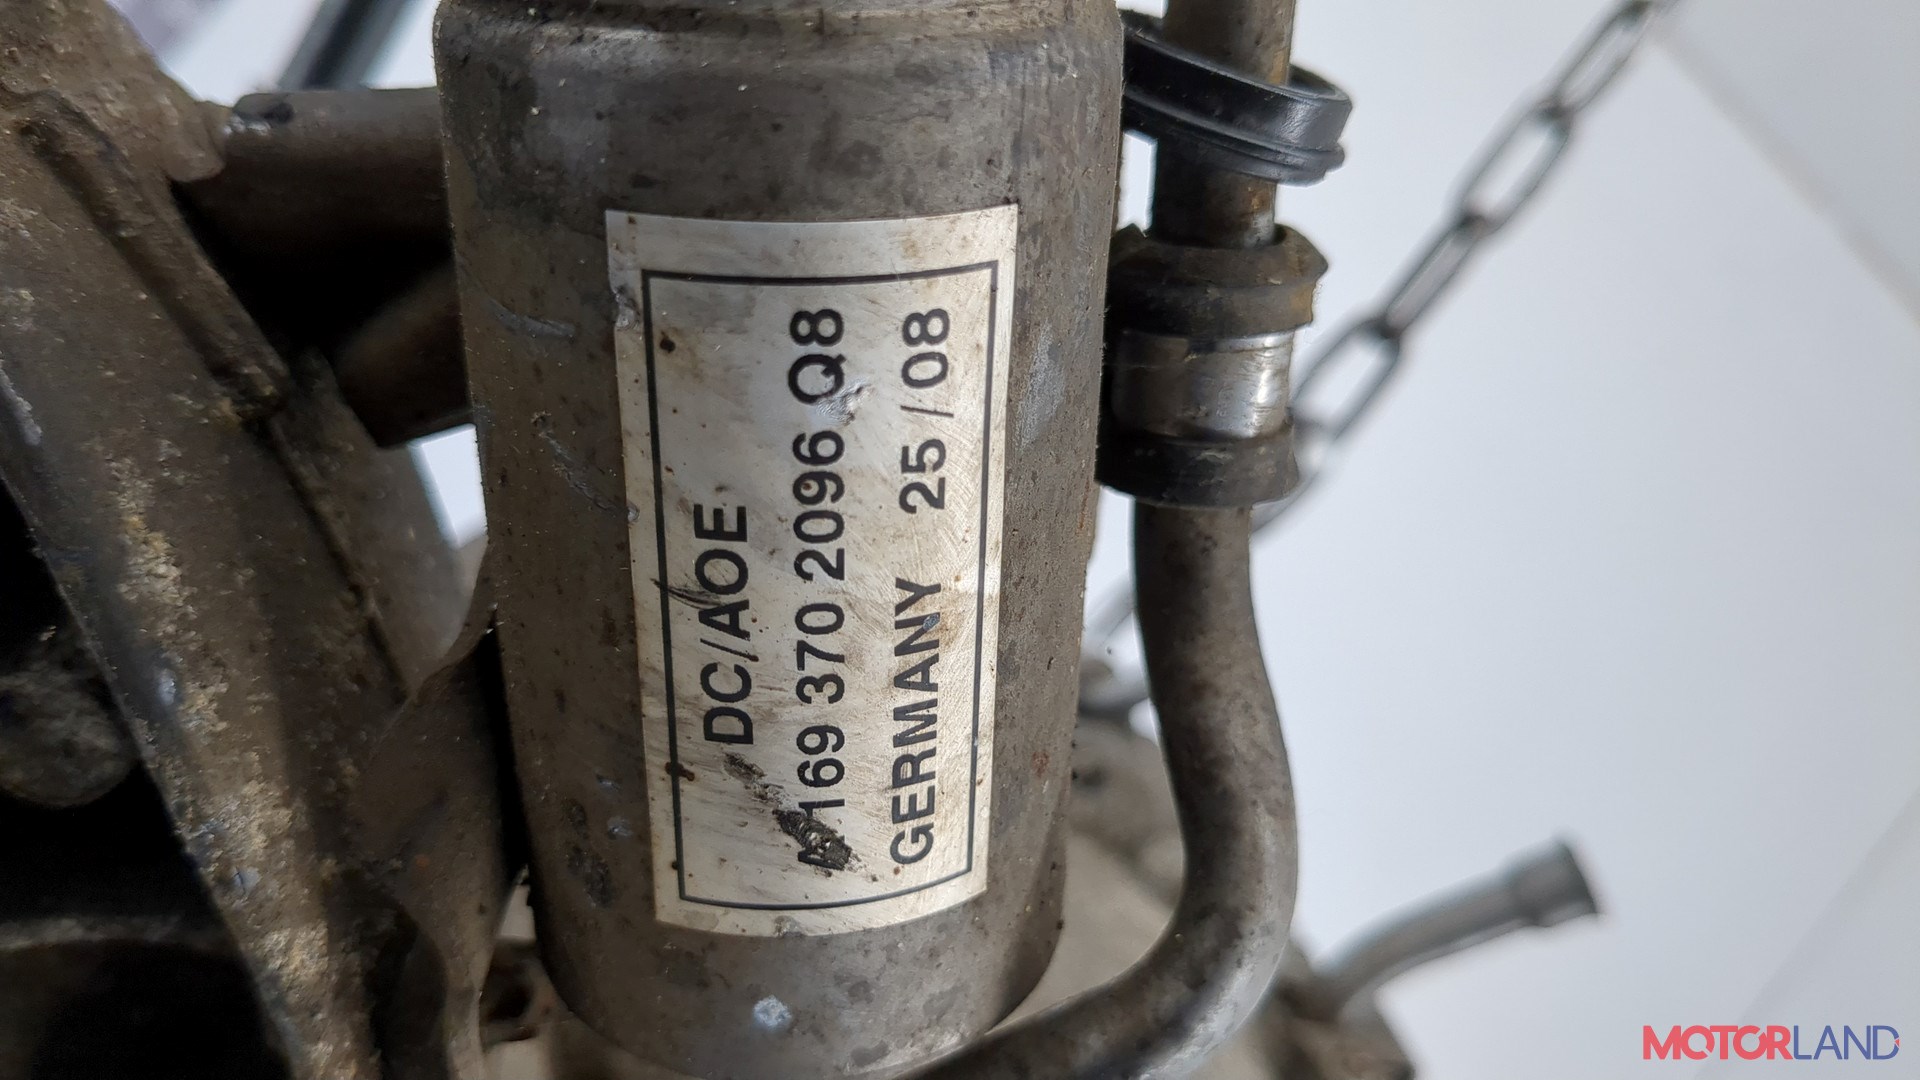 DC/AOE
A 169 370 2096 Q8
GERMANY 25/08
MOTORLAND